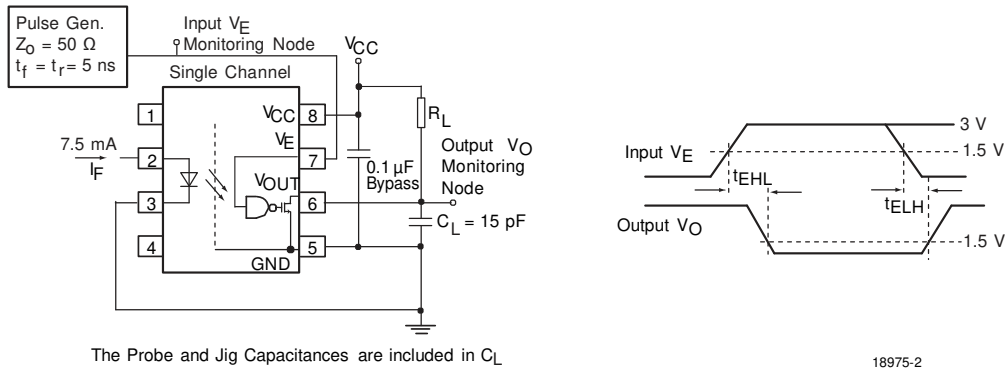 Pulse Gen.
Zo = 50 Ω
tf = tr= 5 ns
Input VE
Monitoring Node
Single Channel
VCC
1
2
3
4
VCC
8
VE
7
VOUT
6
5
GND
7.5 mA
IF
0.1 µF
Bypass
RL
Output VO
Monitoring
Node
CL = 15 pF
The Probe and Jig Capacitances are included in CL
Input VE
3 V
1.5 V
tEHL
tELH
Output VO
1.5 V
18975-2